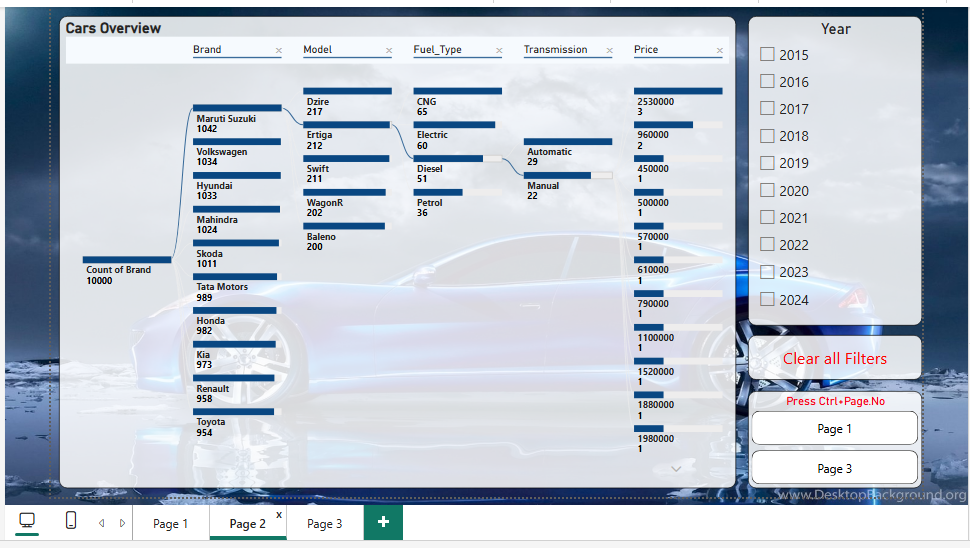 Cars Overview
Brand
Model
Fuel_Type
Transmission
Price
Count of Brand
10000
Maruti Suzuki
1042
Volkswagen
1034
Hyundai
1033
Mahindra
1024
Skoda
1011
Tata Motors
989
Honda
982
Kia
973
Renault
958
Toyota
954
Dzire
217
Ertiga
212
Swift
211
WagonR
202
Baleno
200
CNG
65
Electric
60
Diesel
51
Petrol
36
Automatic
29
Manual
22
2530000
3
960000
2
450000
1
500000
1
570000
1
610000
1
790000
1
1100000
1
1520000
1
1880000
1
1980000
1
Year
2015
2016
2017
2018
2019
2020
2021
2022
2023
2024
Clear all Filters
Press Ctrl+Page.No
Page 1
Page 3
www.DesktopBackground.org
Page 1
Page 2
x
Page 3
+